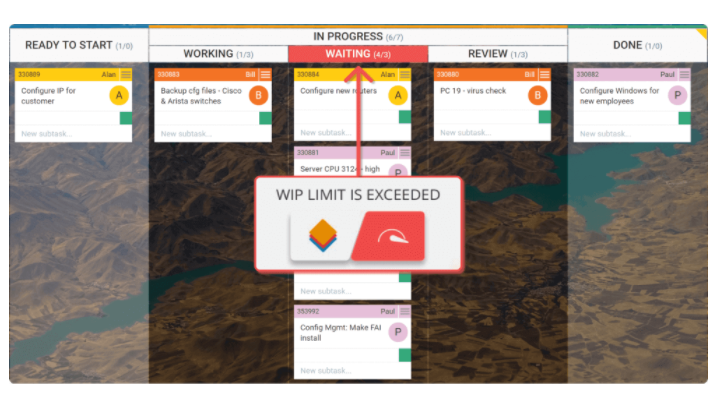 IN PROGRESS (6/7)
READY TO START (1/0)
WORKING (1/3)
WAITING (4/3)
REVIEW (1/3)
DONE (1/0)
330809 Alan
Configure IP for
customer
A
New subtask...
330883 Bill
Backup cfg files - Cisco
& Arista switches
B
New subtask...
330884 Alan
Configure new routers
A
New subtask...
330880 Bill
PC 19 - virus check
B
New subtask...
330882 Paul
Configure Windows for
new employees
P
New subtask...
330881 Paul
Server CPU 3124 - high
P
WIP LIMIT IS EXCEEDED
New subtask...
353992 Paul
Config Mgmt: Make FAI
install
P
New subtask...